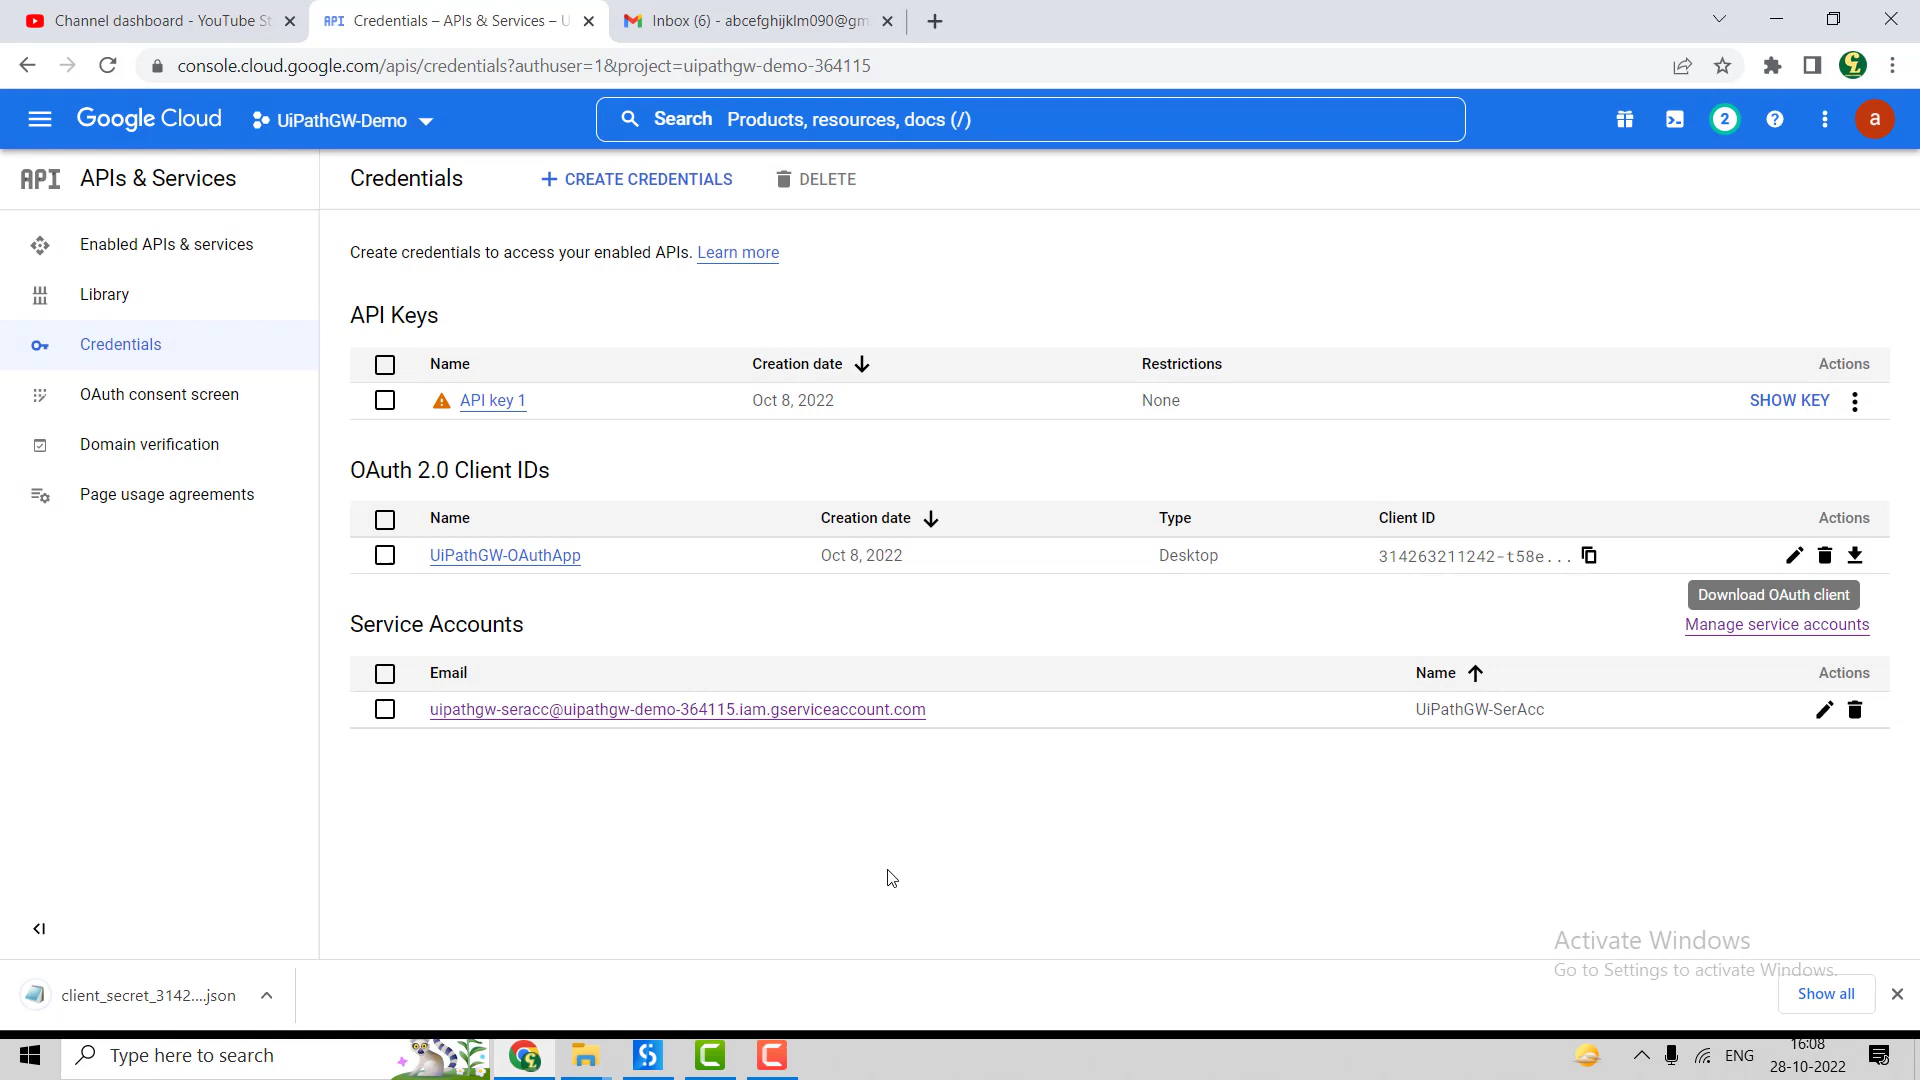 Channel dashboard - YouTube St
Credentials – APIs & Services – U
Inbox (6) - abcefghijklm090@gm
console.cloud.google.com/apis/credentials?authuser=1&project=uipathgw-demo-364115
Google Cloud
UiPathGW-Demo
Search Products, resources, docs (/)
2
a
API APIs & Services
Credentials
CREATE CREDENTIALS
DELETE
Enabled APIs & services
Library
Credentials
OAuth consent screen
Domain verification
Page usage agreements
Create credentials to access your enabled APIs. Learn more
API Keys
Name Creation date Restrictions Actions
API key 1 Oct 8, 2022 None SHOW KEY
OAuth 2.0 Client IDs
Name Creation date Type Client ID Actions
UiPathGW-OAuthApp Oct 8, 2022 Desktop 314263211242-t58e...
Download OAuth client
Service Accounts
Manage service accounts
Email Name Actions
uipathgw-seracc@uipathgw-demo-364115.iam.gserviceaccount.com UiPathGW-SerAcc
Activate Windows
Go to Settings to activate Windows.
client_secret_3142....json
Show all
Type here to search
ENG
16:08
28-10-2022